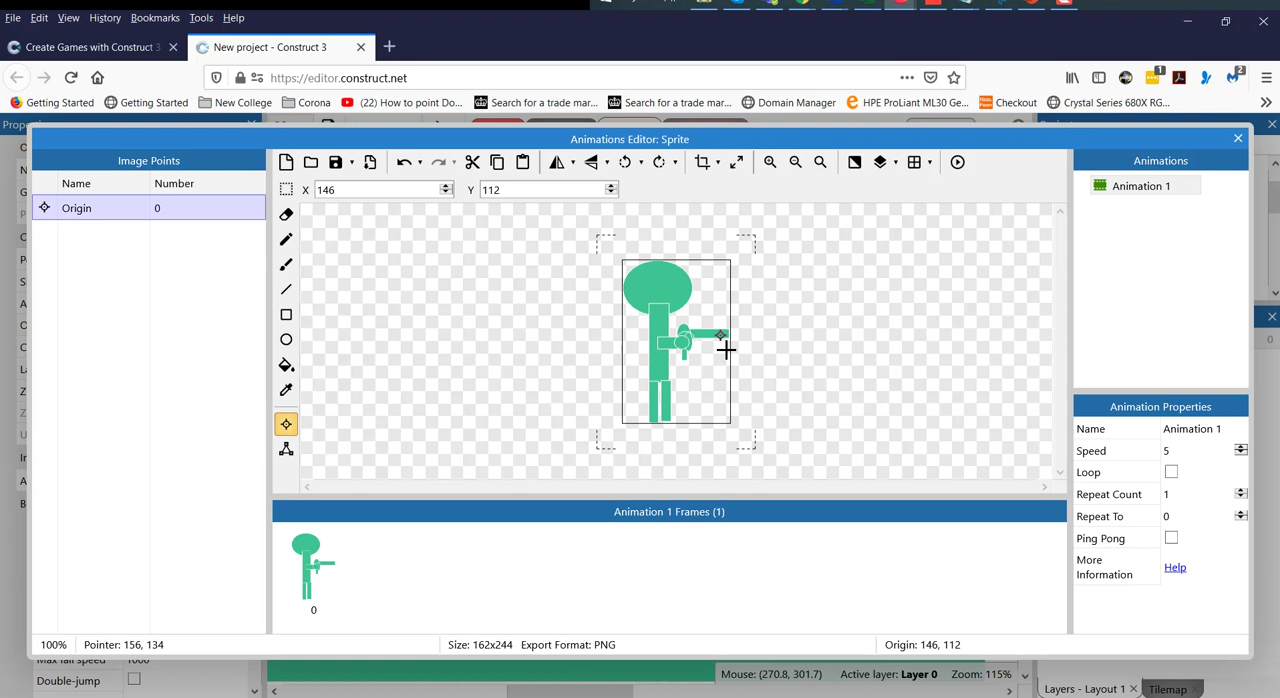 File Edit View History Bookmarks Tools Help
Create Games with Construct 3 New project - Construct 3
https://editor.construct.net
1 2
Getting Started Getting Started New College Corona (22) How to point Do... Search for a trade mar... Search for a trade mar... Domain Manager HPE ProLiant ML30 Ge... Checkout Crystal Series 680X RG...
Animations Editor: Sprite
Image Points
Animations
Name Number
Origin 0
X 146 Y 112
Animation 1
Animation Properties
Name Animation 1
Speed 5
Loop
Repeat Count 1
Repeat To 0
Ping Pong
More Information Help
Animation 1 Frames (1)
0
100% Pointer: 156, 134 Size: 162x244 Export Format: PNG Origin: 146, 112
Double-jump
Mouse: (270.8, 301.7) Active layer: Layer 0 Zoom: 115%
Layers - Layout 1 Tilemap